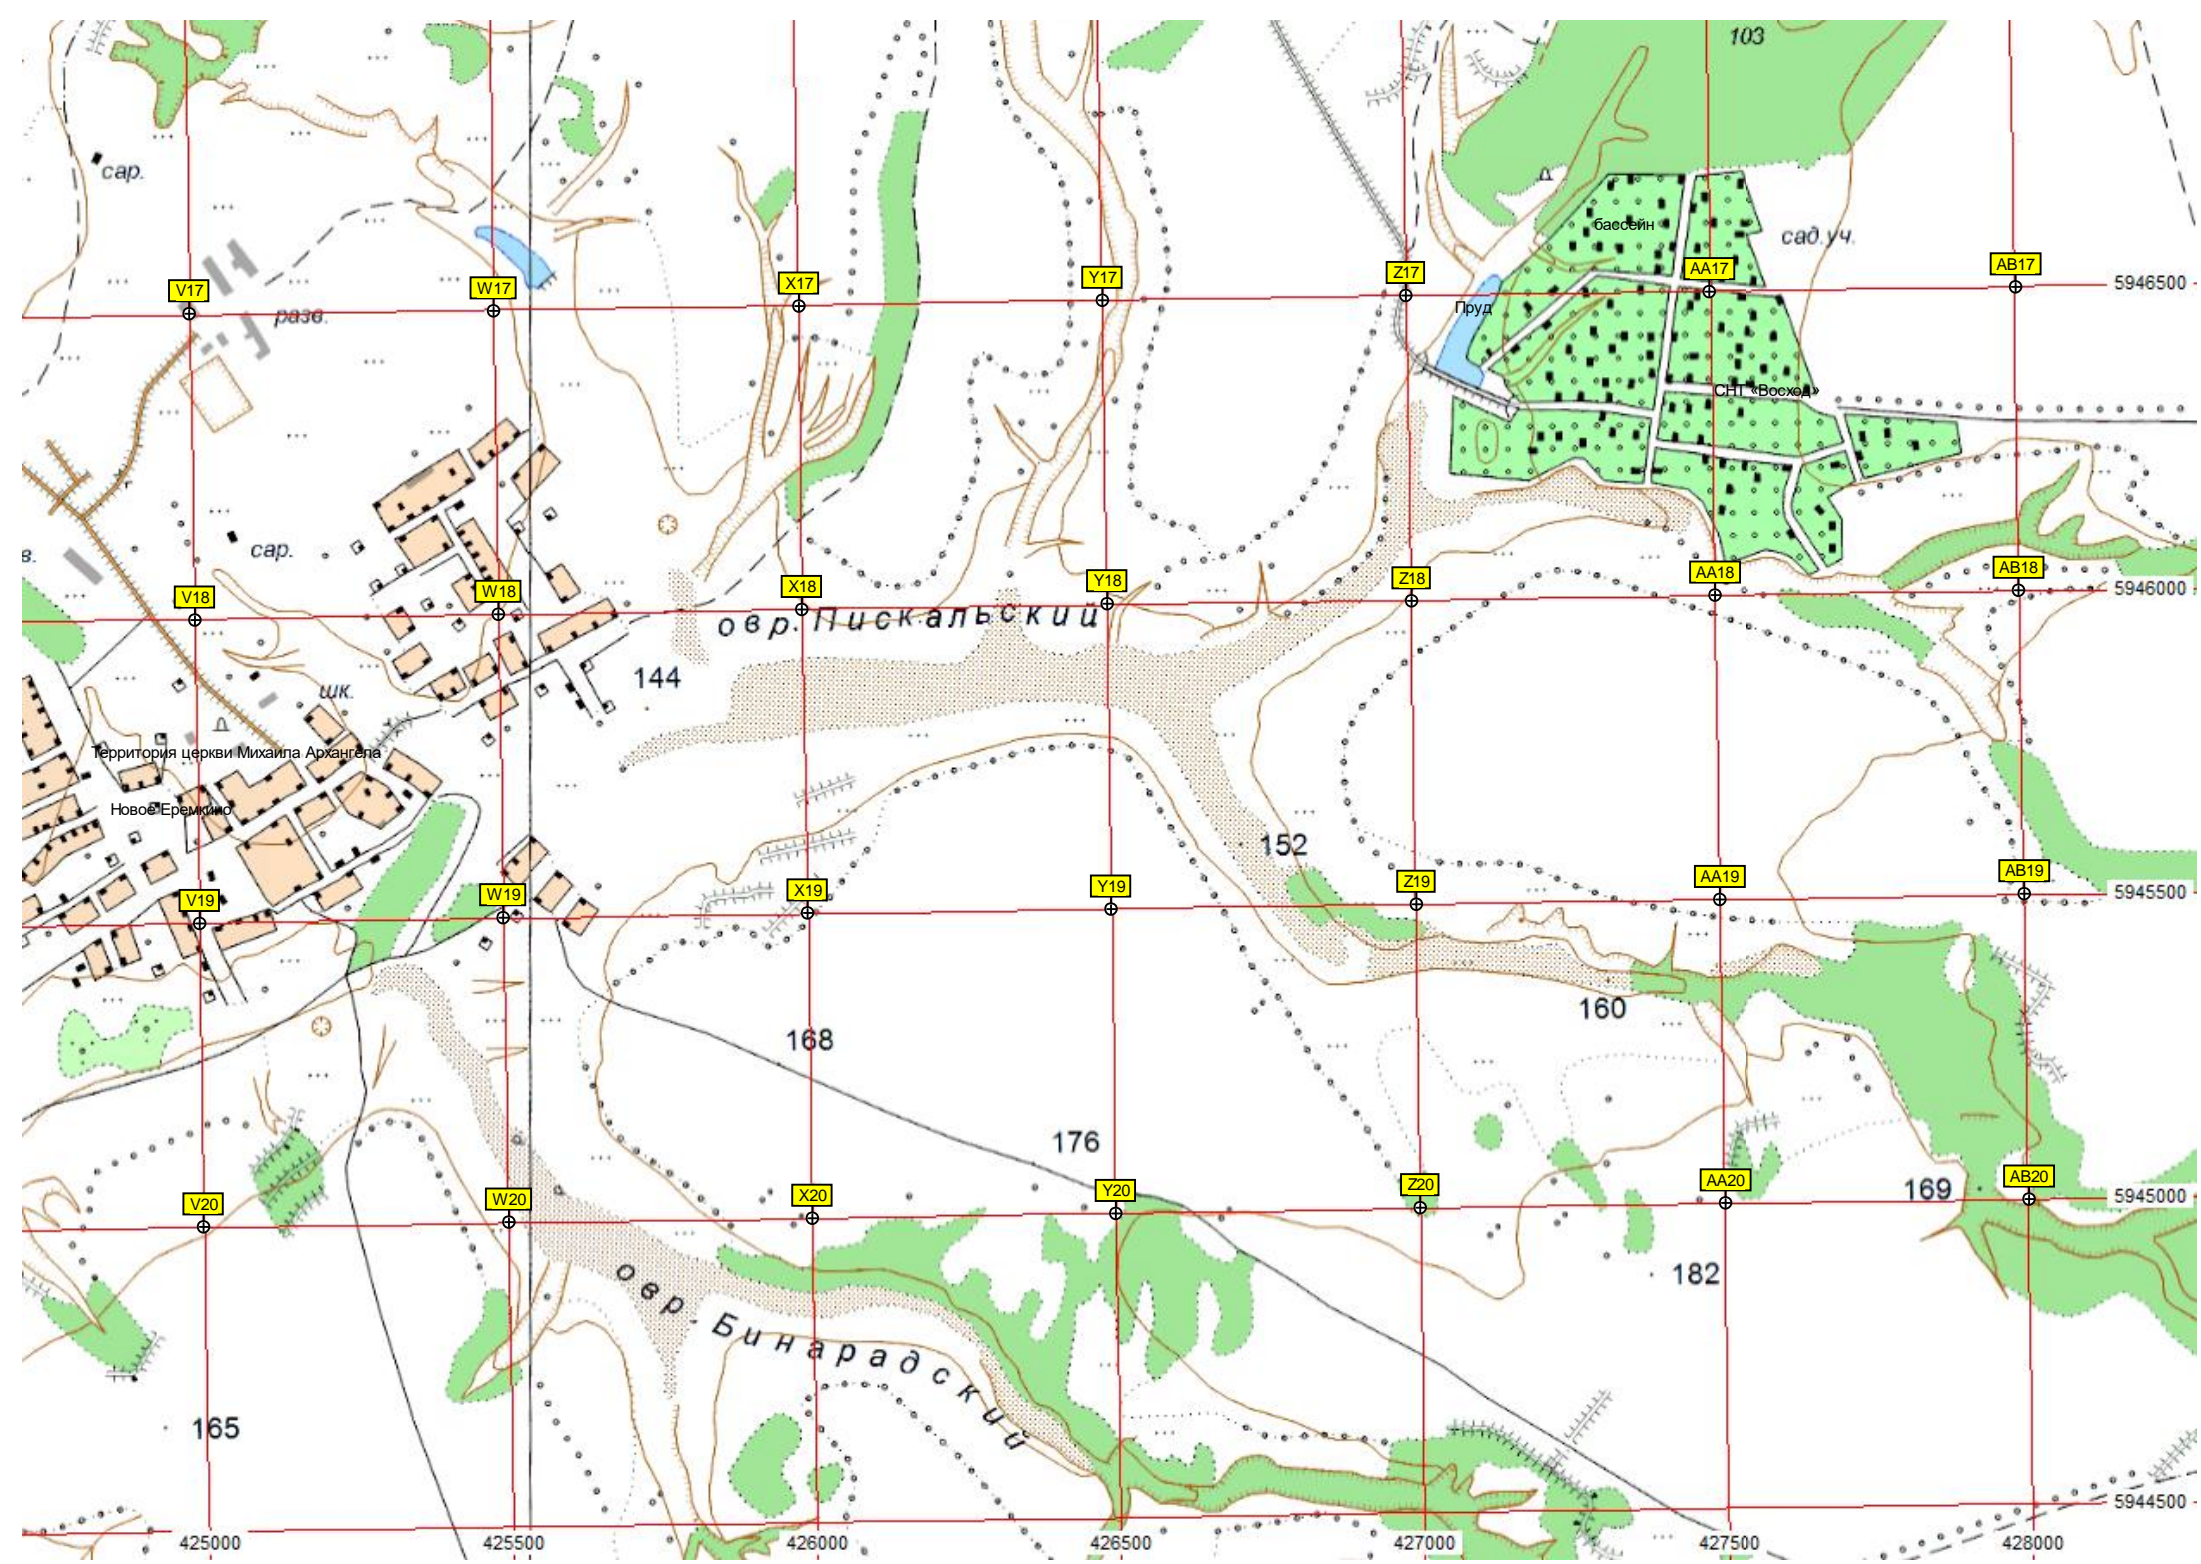 103
сар.
бассейн
сад.уч.
V17
W17
X17
Y17
Z17
AA17
AB17
5946500
разв.
Пруд
СНТ «Восход»
сар.
в.
V18
W18
X18
Y18
Z18
AA18
AB18
5946000
овр. Пискальский
144
шк.
Территория церкви Михаила Архангела
Новое Еремкино
152
V19
W19
X19
Y19
Z19
AA19
AB19
5945500
160
168
176
169
V20
W20
X20
Y20
Z20
AA20
AB20
5945000
182
овр. Бинарадский
165
5944500
425000
425500
426000
426500
427000
427500
428000